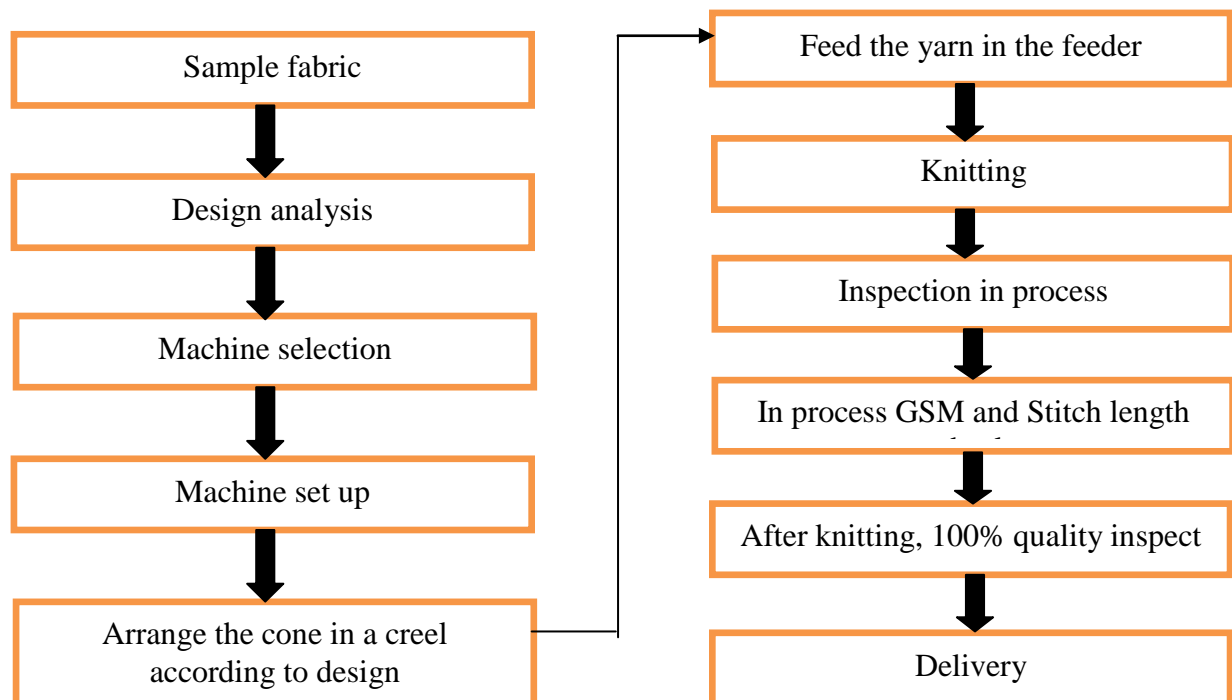 Sample fabric
Design analysis
Machine selection
Machine set up
Arrange the cone in a creel
according to design
Feed the yarn in the feeder
Knitting
Inspection in process
In process GSM and Stitch length
After knitting, 100% quality inspect
Delivery